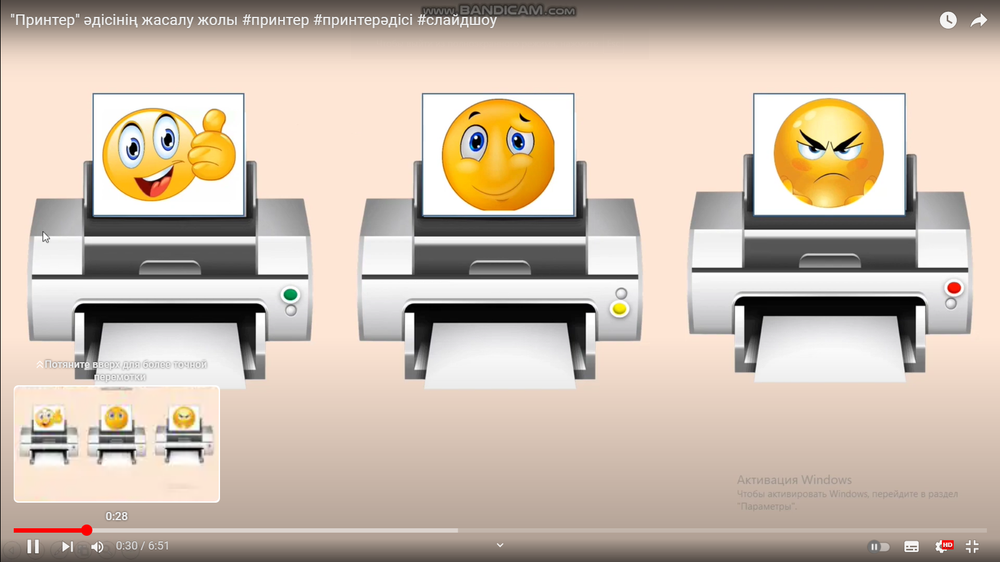 www.BANDICAM.com
"Принтер" әдісінің жасалу жолы #принтер #принтерәдісі #слайдшоу
Потяните вверх для более точной
перемотки
Активация Windows
Чтобы активировать Windows, перейдите в раздел
"Параметры".
0:28
0:30 / 6:51
HD